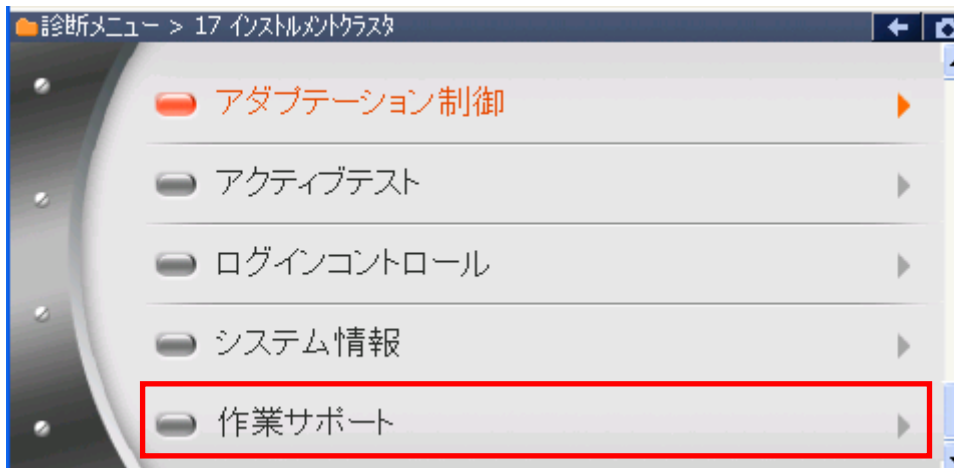 診断メニュー > 17 インストルメントクラスタ
アダプテーション制御
アクティブテスト
ログインコントロール
システム情報
作業サポート